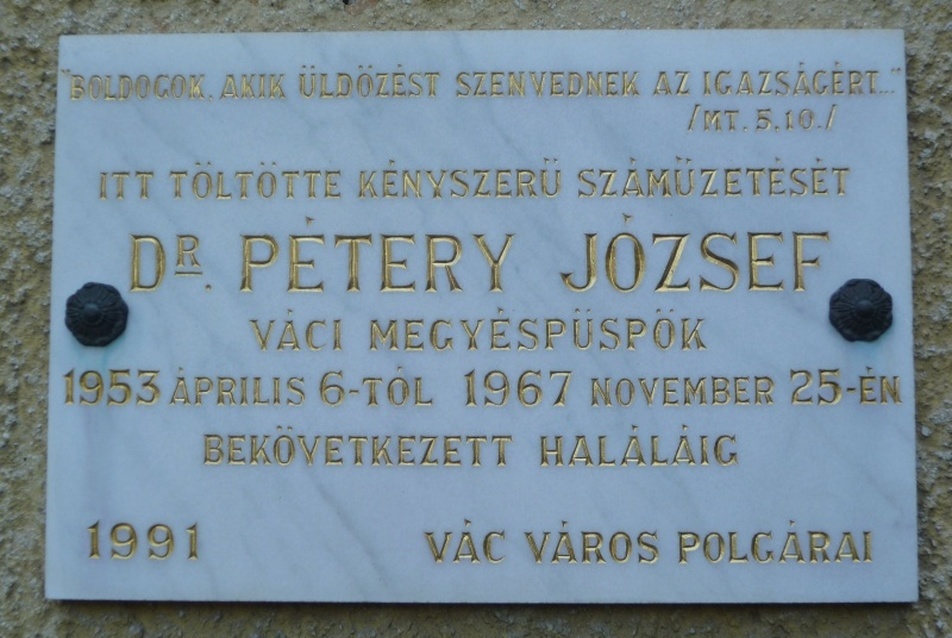 "BOLDOGOK, AKIK ÜLDÖZÉST SZENVEDNEK AZ IGAZSÁGÉRT..."
/MT. 5.10./
ITT TÖLTÖTTE KÉNYSZERŰ SZÁMŰZETÉSÉT
DR. PÉTERY JÓZSEF
VÁCI MEGYÉSPÜSPÖK
1953 ÁPRILIS 6-TÓL 1967 NOVEMBER 25-ÉN
BEKÖVETKEZETT HALÁLÁIG
1991 VÁC VÁROS POLGÁRAI